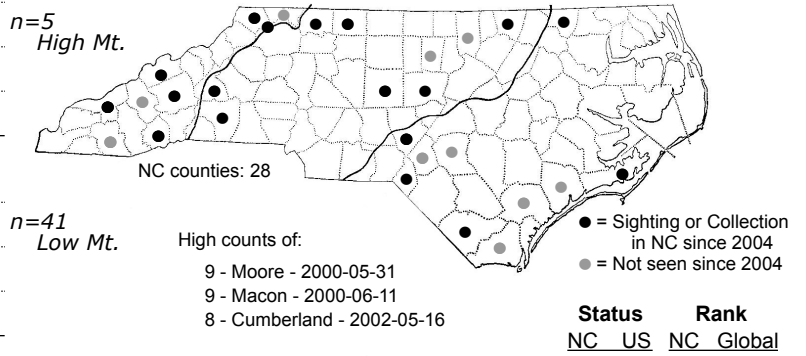 n=5
High Mt.
NC counties: 28
n=41
Low Mt.
High counts of:
9 - Moore - 2000-05-31
9 - Macon - 2000-06-11
8 - Cumberland - 2002-05-16
● = Sighting or Collection
in NC since 2004
● = Not seen since 2004
Status Rank
NC US NC Global